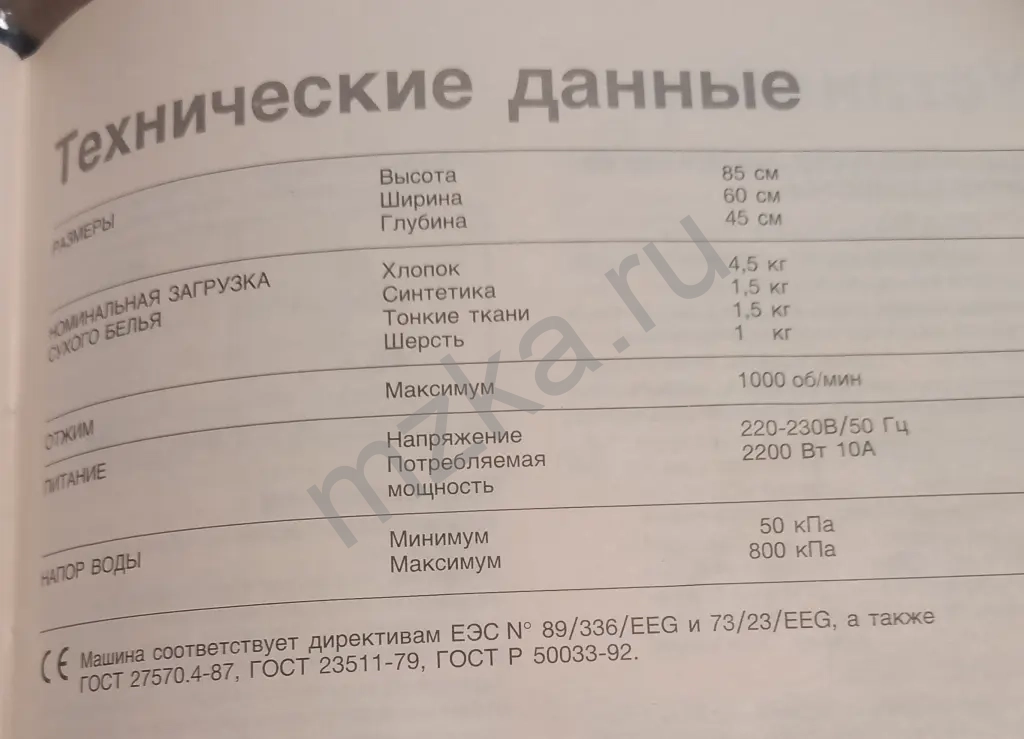 Технические данные
РАЗМЕРЫ
Высота 85 см
Ширина 60 см
Глубина 45 см
НОМИНАЛЬНАЯ ЗАГРУЗКА
СУХОГО БЕЛЬЯ
Хлопок 4,5 кг
Синтетика 1,5 кг
Тонкие ткани 1,5 кг
Шерсть 1 кг
ОТЖИМ
Максимум 1000 об/мин
ПИТАНИЕ
Напряжение 220-230В/50 Гц
Потребляемая 2200 Вт 10А
мощность
НАПОР ВОДЫ
Минимум 50 кПа
Максимум 800 кПа
CE Машина соответствует директивам ЕЭС N° 89/336/EEG и 73/23/EEG, а также
ГОСТ 27570.4-87, ГОСТ 23511-79, ГОСТ Р 50033-92.
mzka.ru